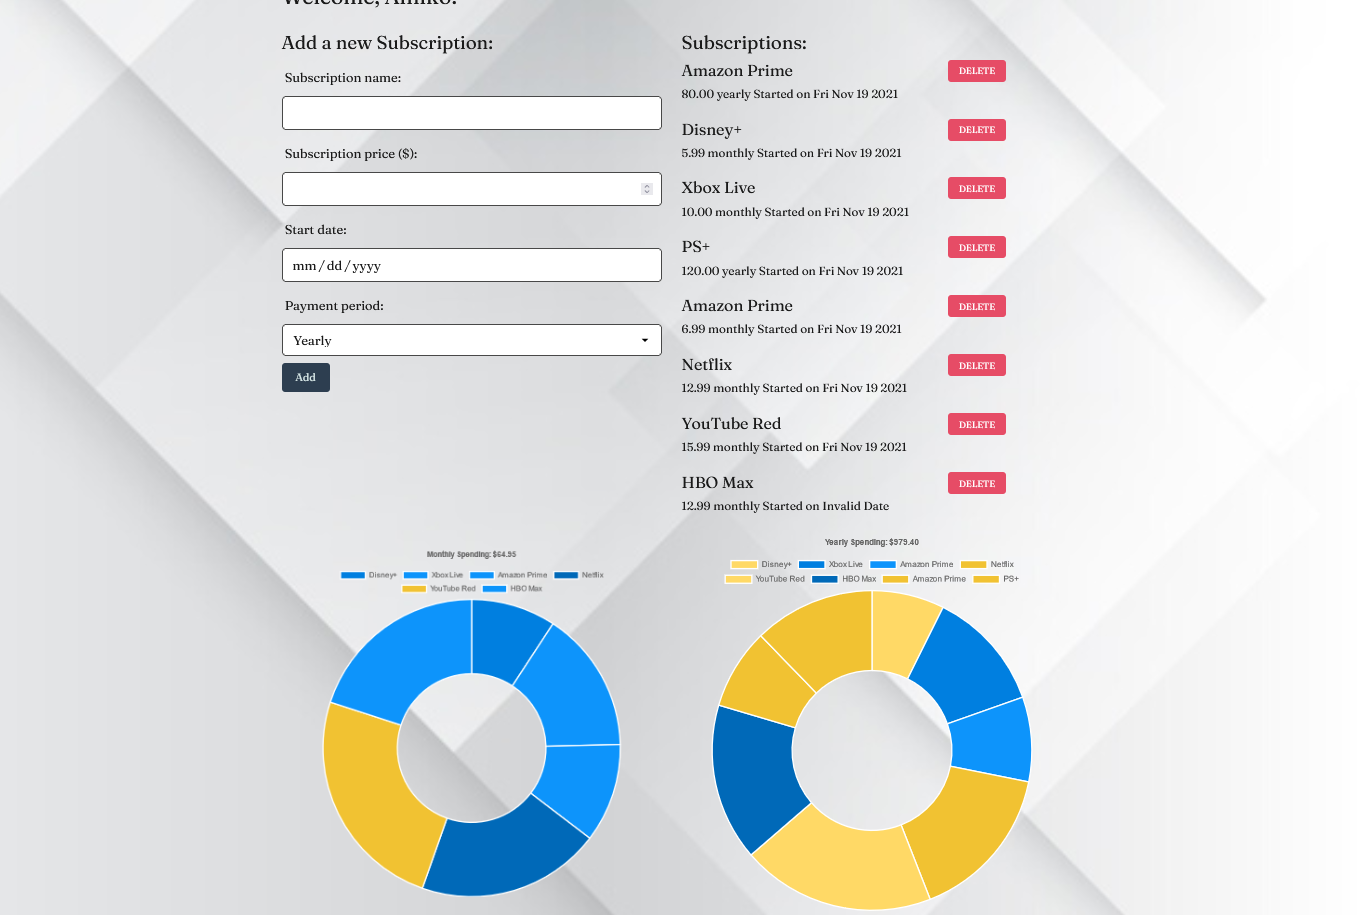 Welcome, Aniko!
Add a new Subscription:
Subscription name:
Subscription price ($):
Start date:
mm/dd/yyyy
Payment period:
Yearly
Add
Subscriptions:
Amazon Prime
DELETE
80.00 yearly Started on Fri Nov 19 2021
Disney+
DELETE
5.99 monthly Started on Fri Nov 19 2021
Xbox Live
DELETE
10.00 monthly Started on Fri Nov 19 2021
PS+
DELETE
120.00 yearly Started on Fri Nov 19 2021
Amazon Prime
DELETE
6.99 monthly Started on Fri Nov 19 2021
Netflix
DELETE
12.99 monthly Started on Fri Nov 19 2021
YouTube Red
DELETE
15.99 monthly Started on Fri Nov 19 2021
HBO Max
DELETE
12.99 monthly Started on Invalid Date
Monthly Spending: $64.95
Disney+ Xbox Live Amazon Prime Netflix
YouTube Red HBO Max
Yearly Spending: $979.40
Disney+ Xbox Live Amazon Prime Netflix
YouTube Red HBO Max Amazon Prime PS+